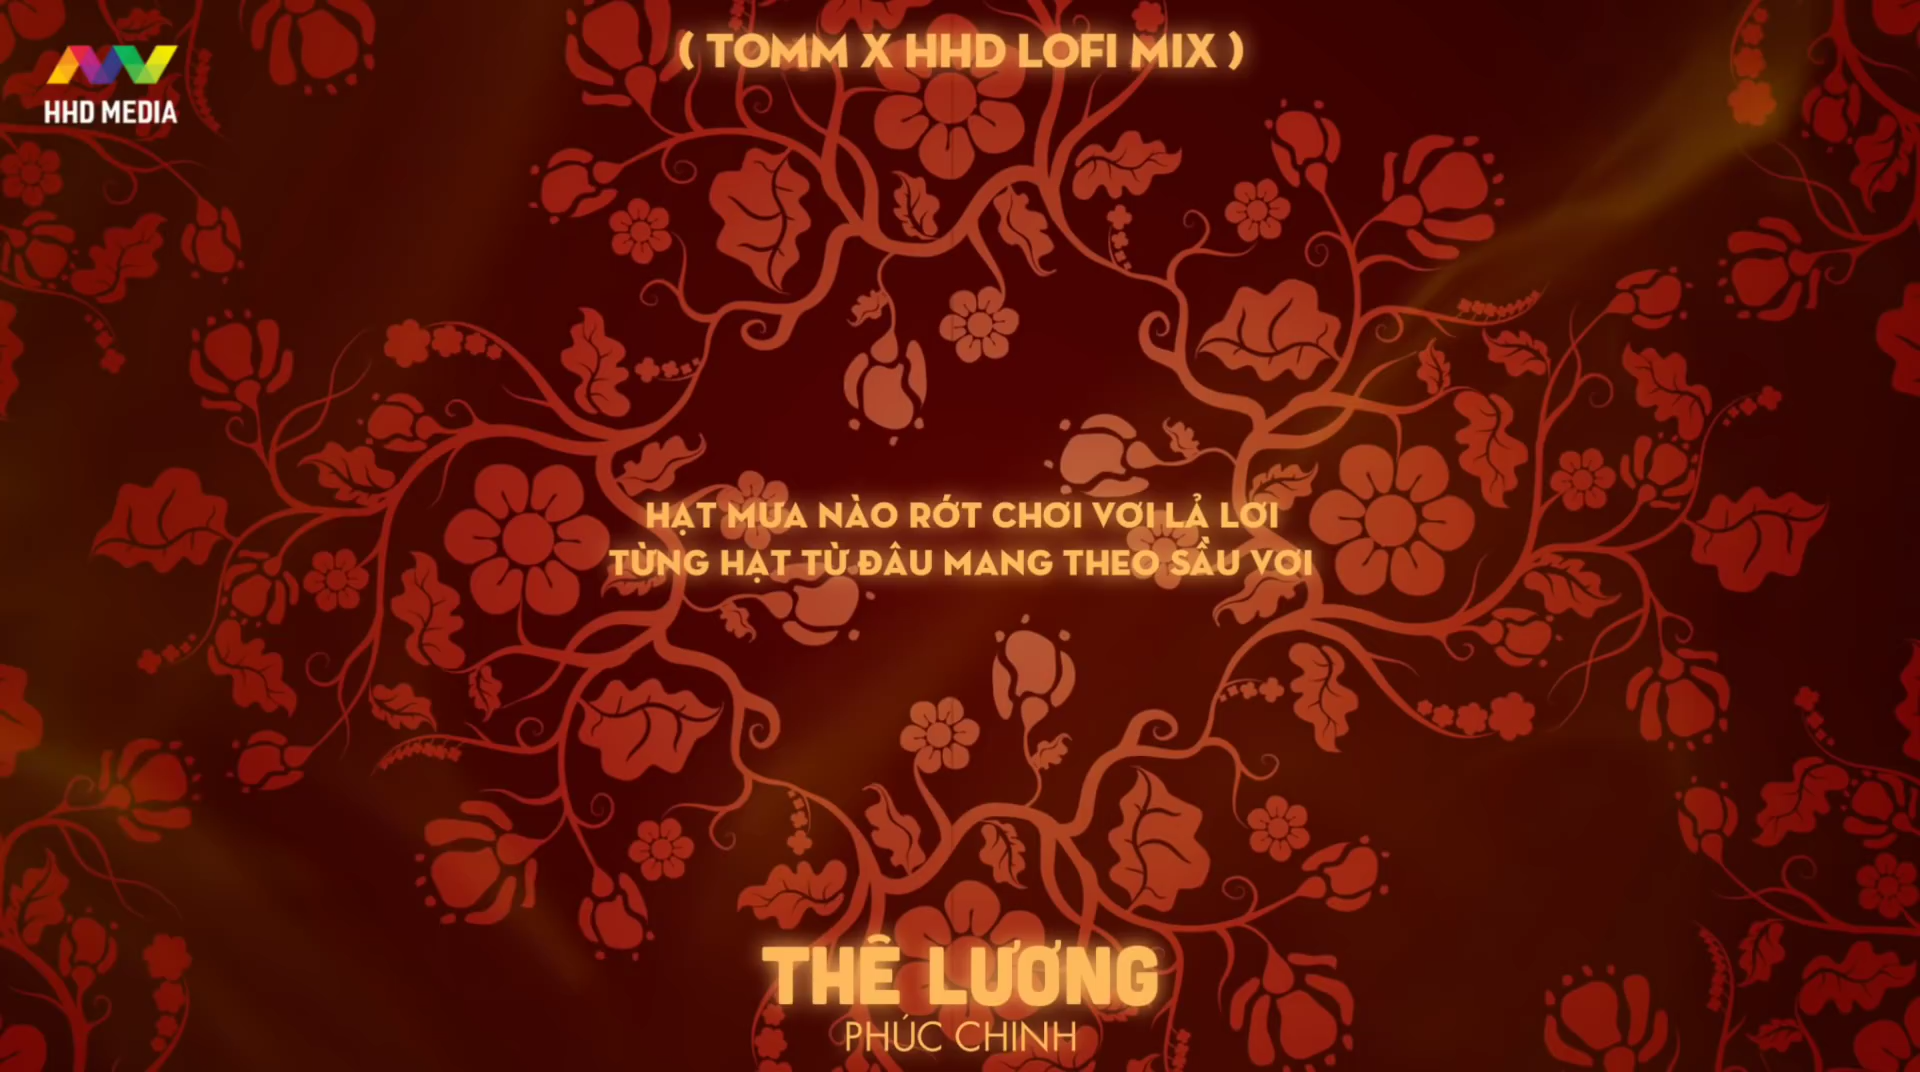 ( TOMM X HHD LOFI MIX )
HHD MEDIA
HẠT MƯA NÀO RỚT CHƠI VƠI LẢ LƠI
TỪNG HẠT TỪ ĐÂU MANG THEO SẦU VƠI
THÊ LƯƠNG
PHÚC CHINH